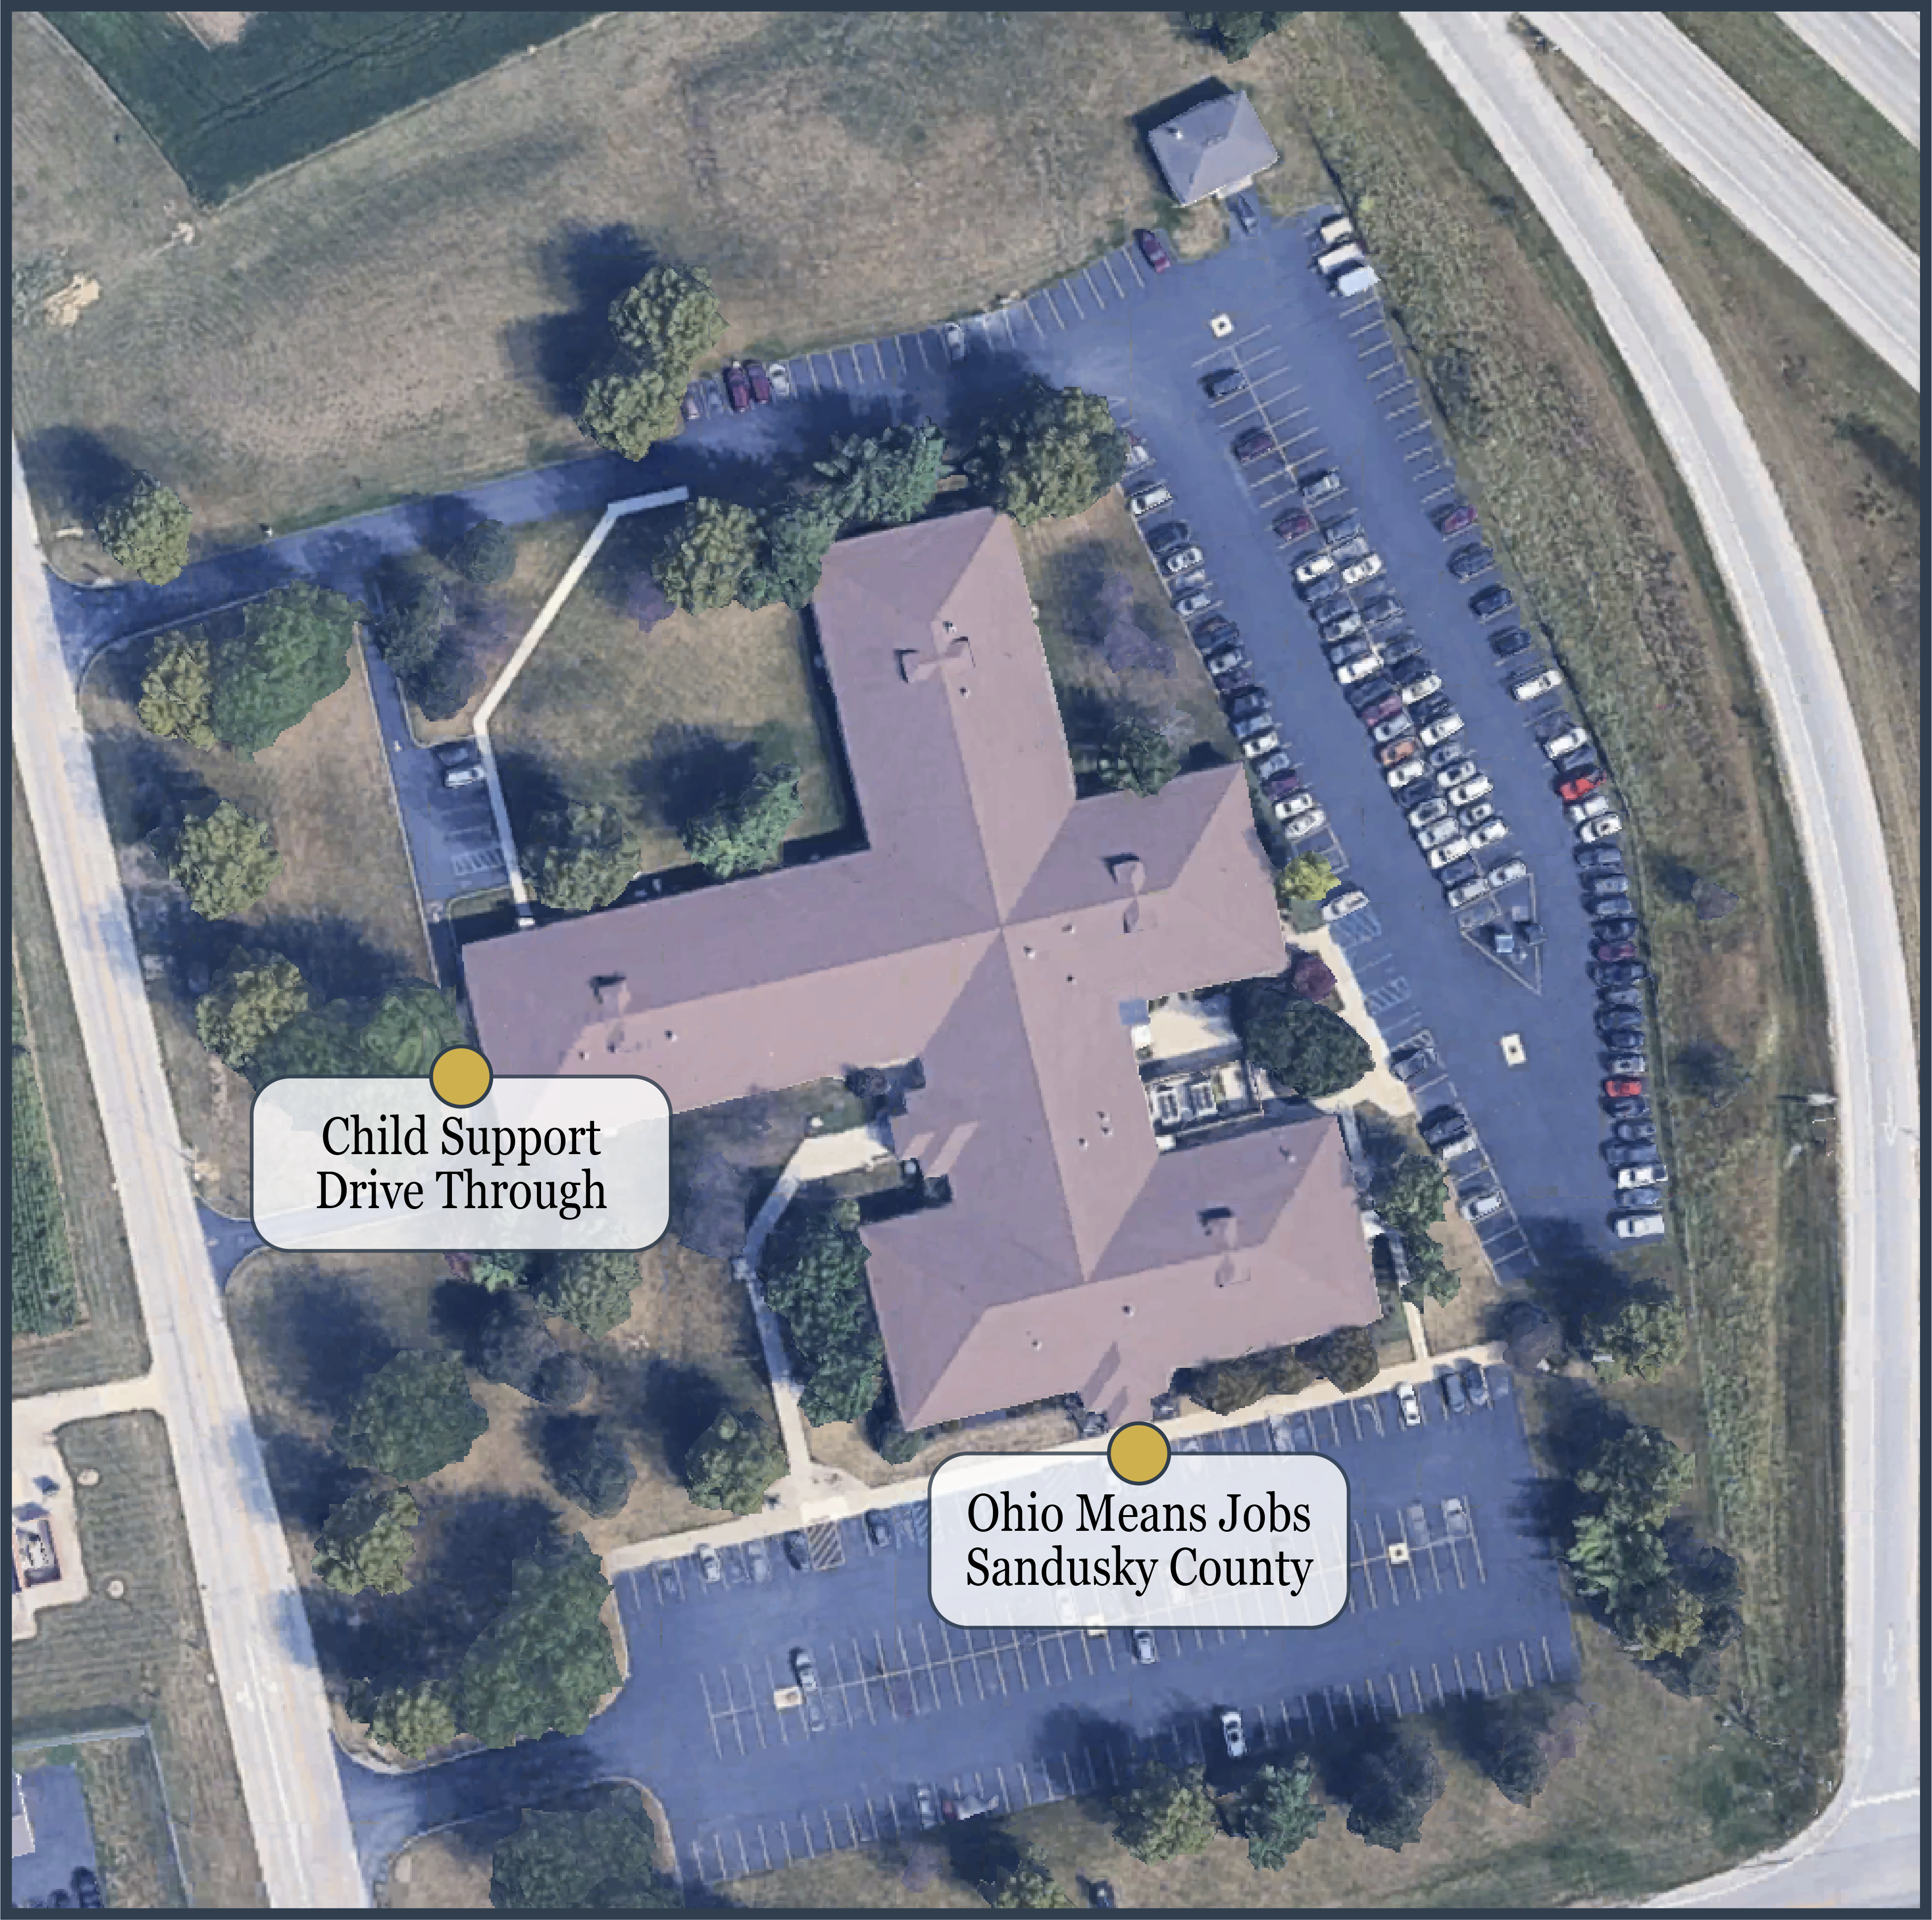 Child Support
Drive Through
Ohio Means Jobs
Sandusky County